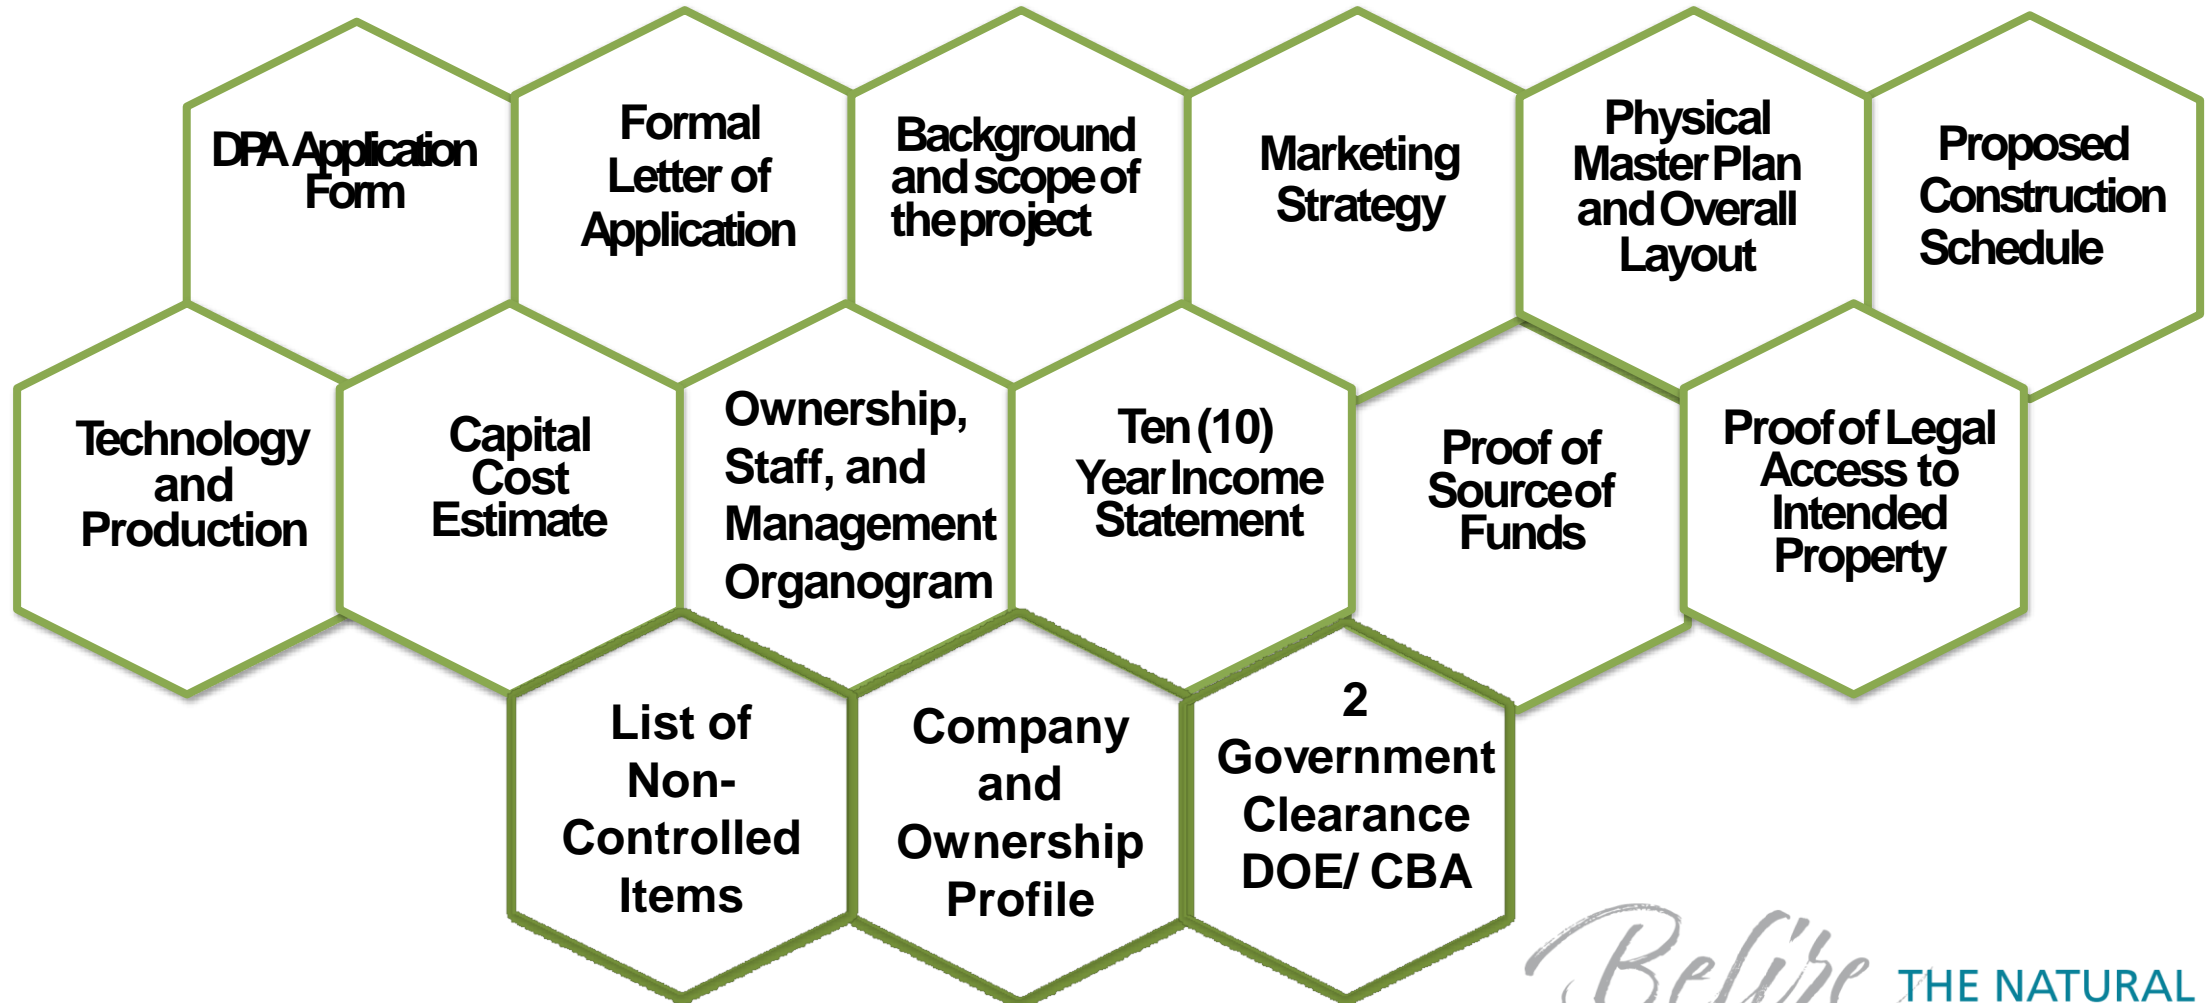 DPA Application
Form
Formal
Letter of
Application
Background
and scope of
the project
Marketing
Strategy
Physical
Master Plan
and Overall
Layout
Proposed
Construction
Schedule
Technology
and
Production
Capital
Cost
Estimate
Ownership,
Staff, and
Management
Organogram
Ten (10)
Year Income
Statement
Proof of
Source of
Funds
Proof of Legal
Access to
Intended
Property
List of
Non-
Controlled
Items
Company
and
Ownership
Profile
2
Government
Clearance
DOE/ CBA
Belize THE NATURAL